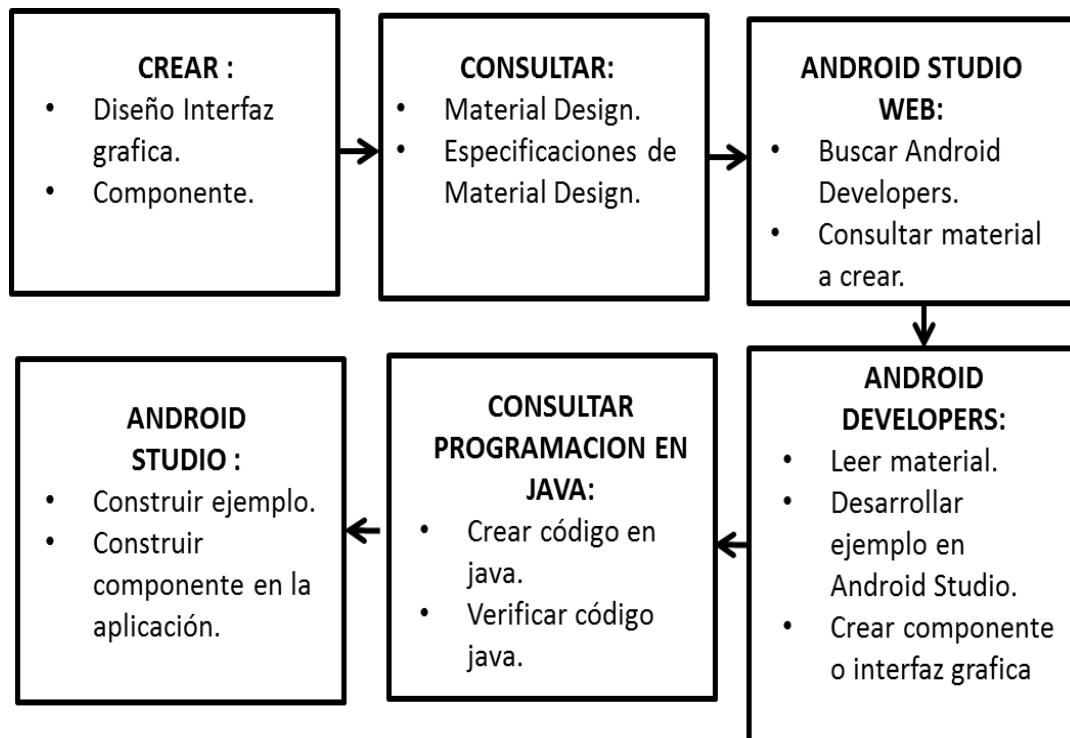 CREAR :
• Diseño Interfaz
grafica.
• Componente.
CONSULTAR:
• Material Design.
• Especificaciones de
Material Design.
ANDROID STUDIO
WEB:
• Buscar Android
Developers.
• Consultar material
a crear.
ANDROID
DEVELOPERS:
• Leer material.
• Desarrollar
ejemplo en
Android Studio.
• Crear componente
o interfaz grafica
CONSULTAR
PROGRAMACION EN
JAVA:
• Crear código en
java.
• Verificar código
java.
ANDROID
STUDIO :
• Construir ejemplo.
• Construir
componente en la
aplicación.